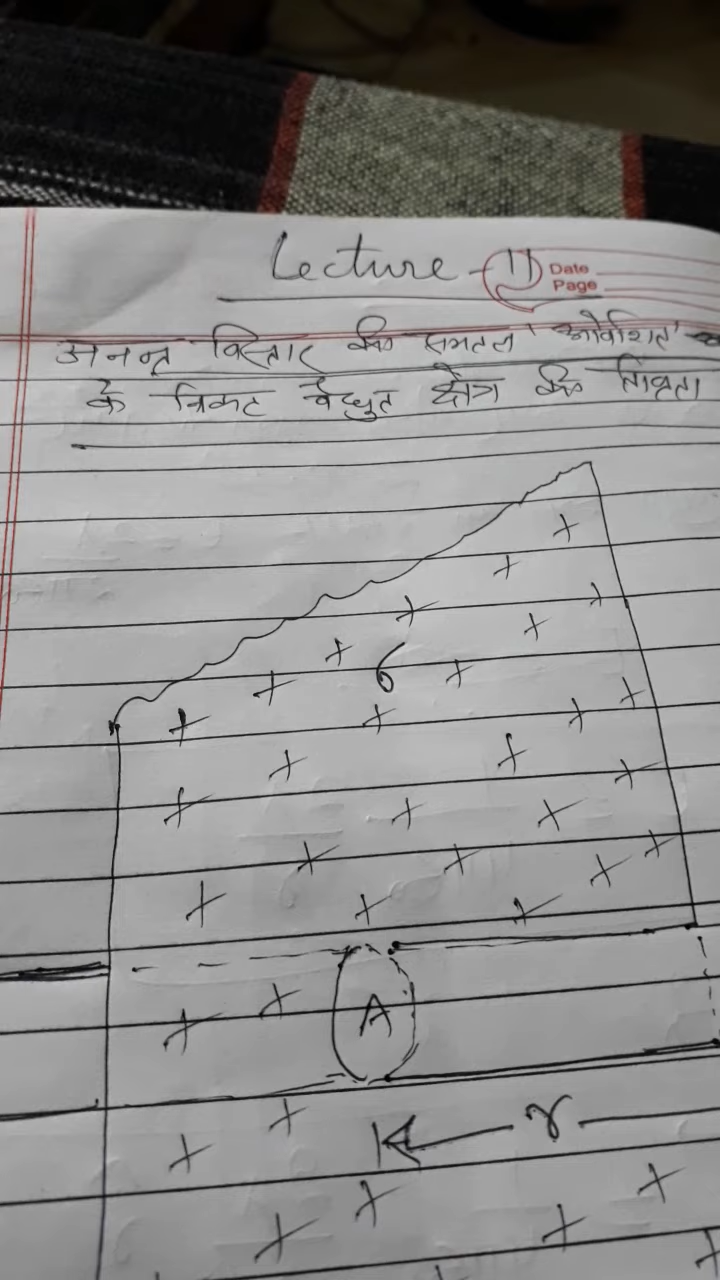 Lecture - 11
Date
Page
अनन्त विस्तार की समतल आवेशित
के निकट वैद्युत क्षेत्र की तीव्रता
+ + + + + + σ + + + + + + + + + + + + + + + + + +
+ + A
+ + r
+ + + + +